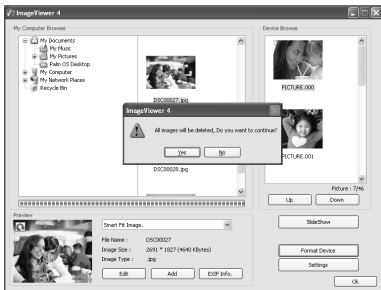 ImageViewer 4
My Computer Browser
My Documents
My Music
My Pictures
Palm OS Desktop
My Computer
My Network Places
Recycle Bin
DSC00027.jpg
DSC00028.jpg
Device Browse
PICTURE.000
PICTURE.001
Picture : 7/46
Up
Down
ImageViewer 4
All images will be deleted, Do you want to continue?
Yes
No
Preview
Smart Fit Image.
File Name : DSC00027
Image Size : 2691 * 1827 (4640 KBytes)
Image Type : .jpg
Edit
Add
EXIF Info.
SlideShow
Format Device
Settings
Ok